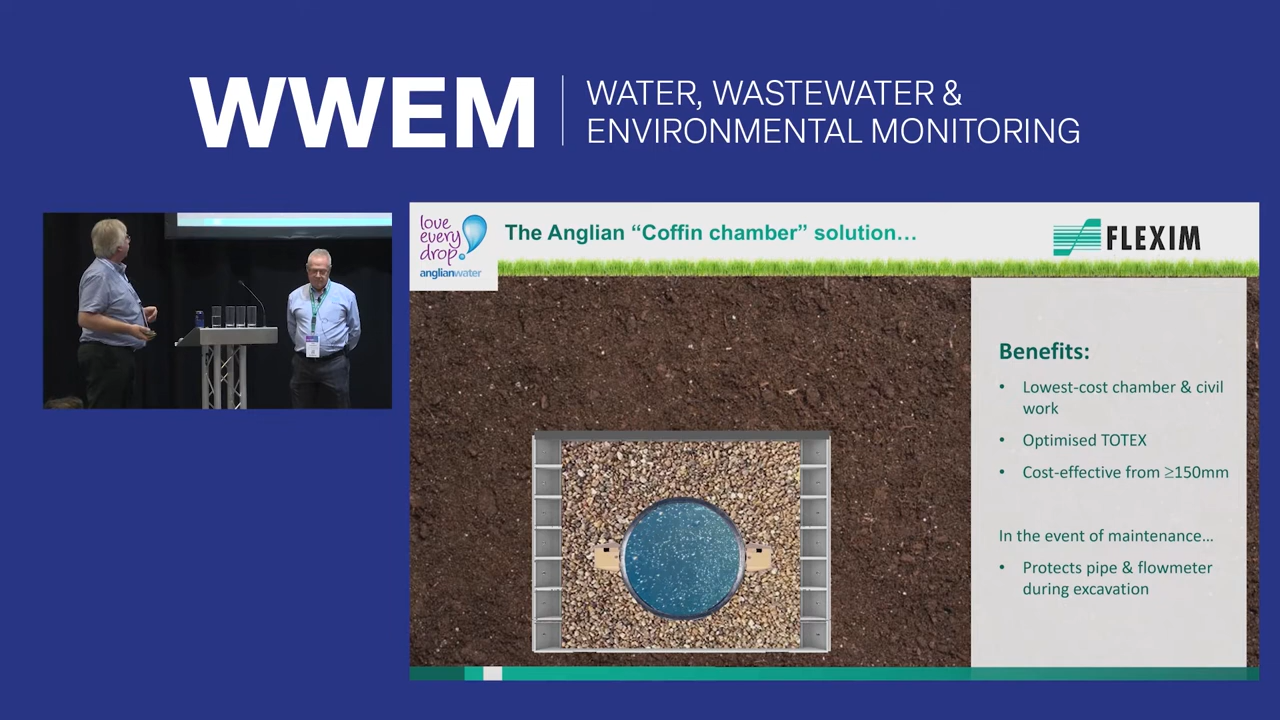 WWEM
WATER, WASTEWATER &
ENVIRONMENTAL MONITORING
love
every
drop
anglianwater
The Anglian “Coffin chamber” solution…
FLEXIM
Benefits:
• Lowest-cost chamber & civil
work
• Optimised TOTEX
• Cost-effective from ≥150mm
In the event of maintenance…
• Protects pipe & flowmeter
during excavation